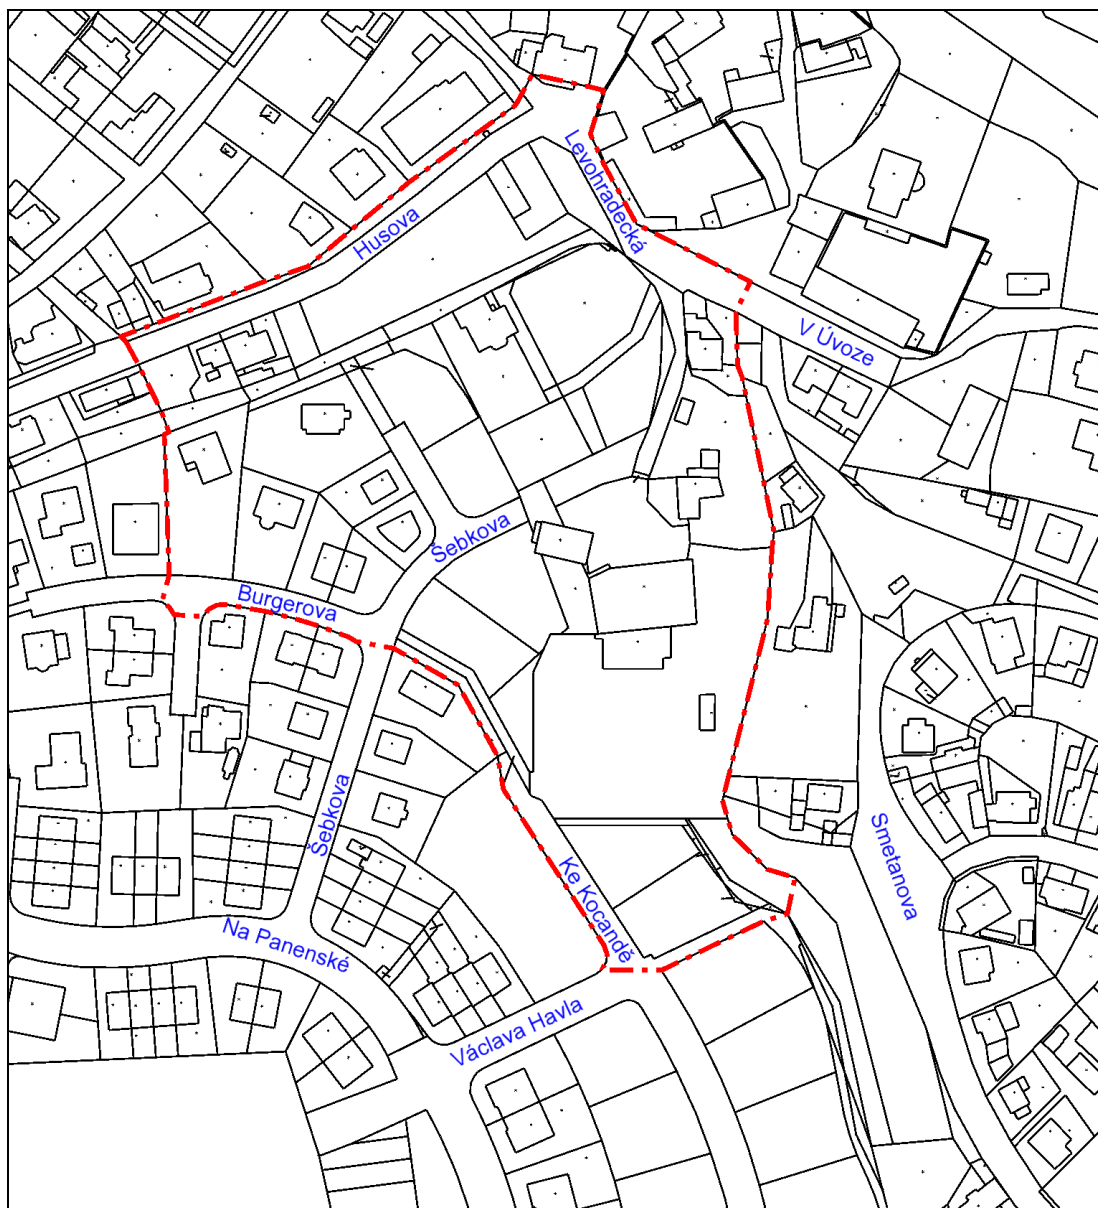 Levohradecká
Husova
V Úvoze
Šebkova
Burgerova
Šebkova
Smetanova
Ke Kocandě
Na Panenské
Václava Havla